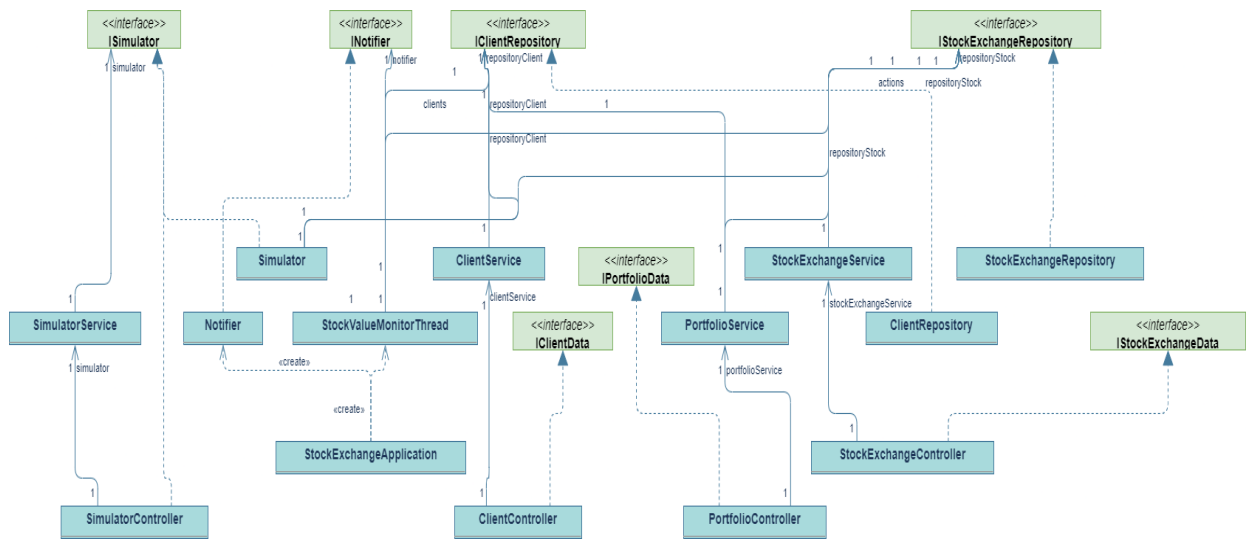 <<interface>>
ISimulator
<<interface>>
INotifier
<<interface>>
IClientRepository
<<interface>>
IStockExchangeRepository
1 simulator
1 notifier
1 repositoryClient
1
1
1
1
1
repositoryStock
1
clients
repositoryClient
1
actions
repositoryStock
repositoryClient
repositoryStock
1
1
1
1
1
Simulator
ClientService
<<interface>>
IPortfolioData
StockExchangeService
StockExchangeRepository
1
1
1
clientService
1
1 stockExchangeService
1
1
1
SimulatorService
Notifier
StockValueMonitorThread
<<interface>>
IClientData
PortfolioService
ClientRepository
<<interface>>
IStockExchangeData
1 simulator
«create»
1 portfolioService
«create»
1
StockExchangeApplication
StockExchangeController
1
1
1
SimulatorController
ClientController
PortfolioController